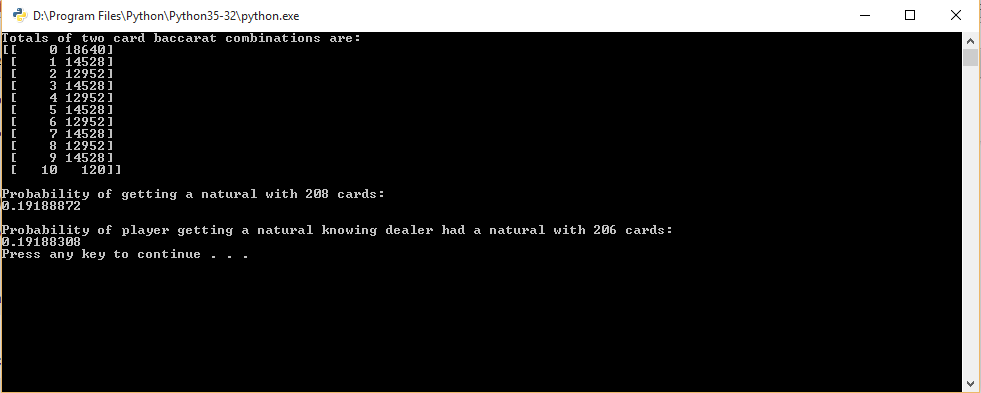 D:\Program Files\Python\Python35-32\python.exe
Totals of two card baccarat combinations are:
[[    0 18640]
 [    1 14528]
 [    2 12952]
 [    3 14528]
 [    4 12952]
 [    5 14528]
 [    6 12952]
 [    7 14528]
 [    8 12952]
 [    9 14528]
 [   10   120]]
Probability of getting a natural with 208 cards:
0.19188872
Probability of player getting a natural knowing dealer had a natural with 206 cards:
0.19188308
Press any key to continue . . .